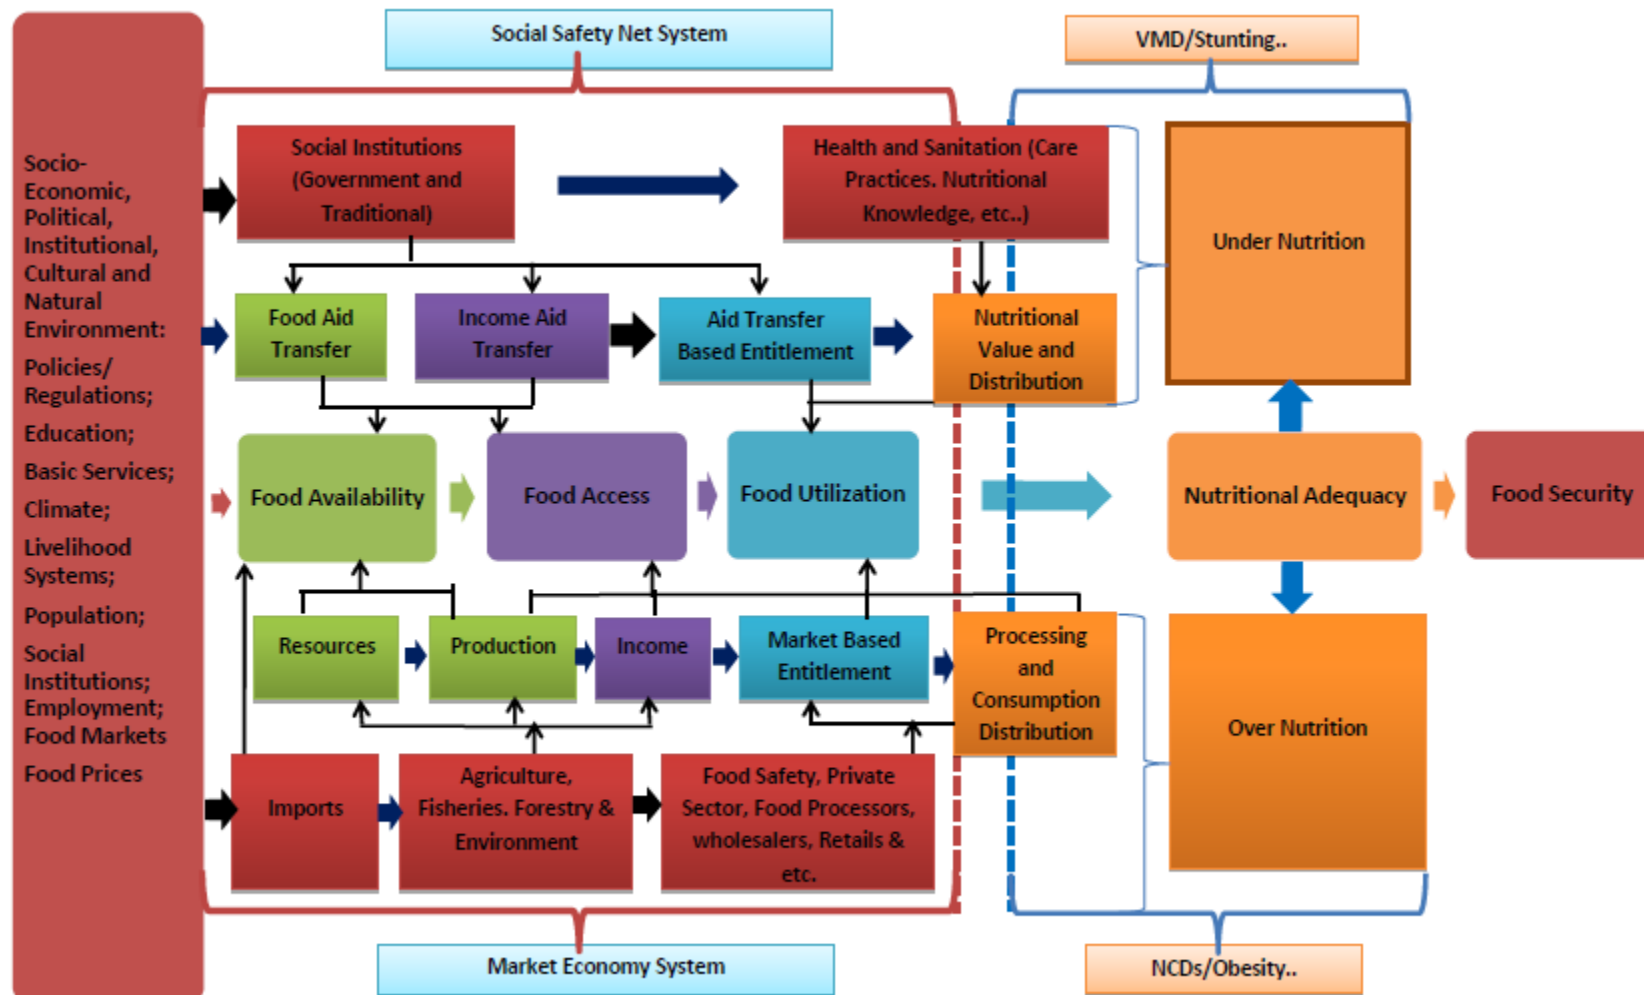 Social Safety Net System
VMD/Stunting..
Socio-
Economic,
Political,
Institutional,
Cultural and
Natural
Environment:
Policies/
Regulations;
Education;
Basic Services;
Climate;
Livelihood
Systems;
Population;
Social
Institutions;
Employment;
Food Markets
Food Prices
Social Institutions
(Government and
Traditional)
Health and Sanitation (Care
Practices. Nutritional
Knowledge, etc..)
Under Nutrition
Food Aid
Transfer
Income Aid
Transfer
Aid Transfer
Based Entitlement
Nutritional
Value and
Distribution
Food Availability
Food Access
Food Utilization
Nutritional Adequacy
Food Security
Resources
Production
Income
Market Based
Entitlement
Processing
and
Consumption
Distribution
Over Nutrition
Imports
Agriculture,
Fisheries. Forestry &
Environment
Food Safety, Private
Sector, Food Processors,
wholesalers, Retails &
etc.
Market Economy System
NCDs/Obesity..